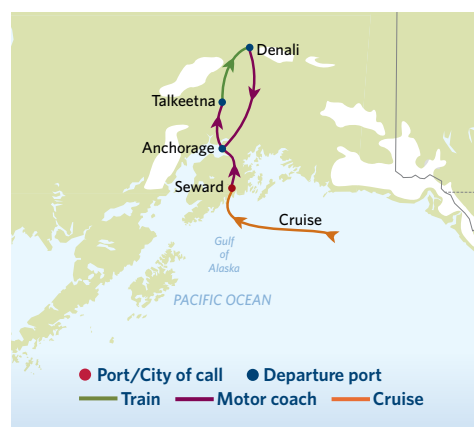 Denali
Talkeetna
Anchorage
Seward
Cruise
Gulf
of
Alaska
PACIFIC OCEAN
Port/City of call Departure port
Train Motor coach Cruise